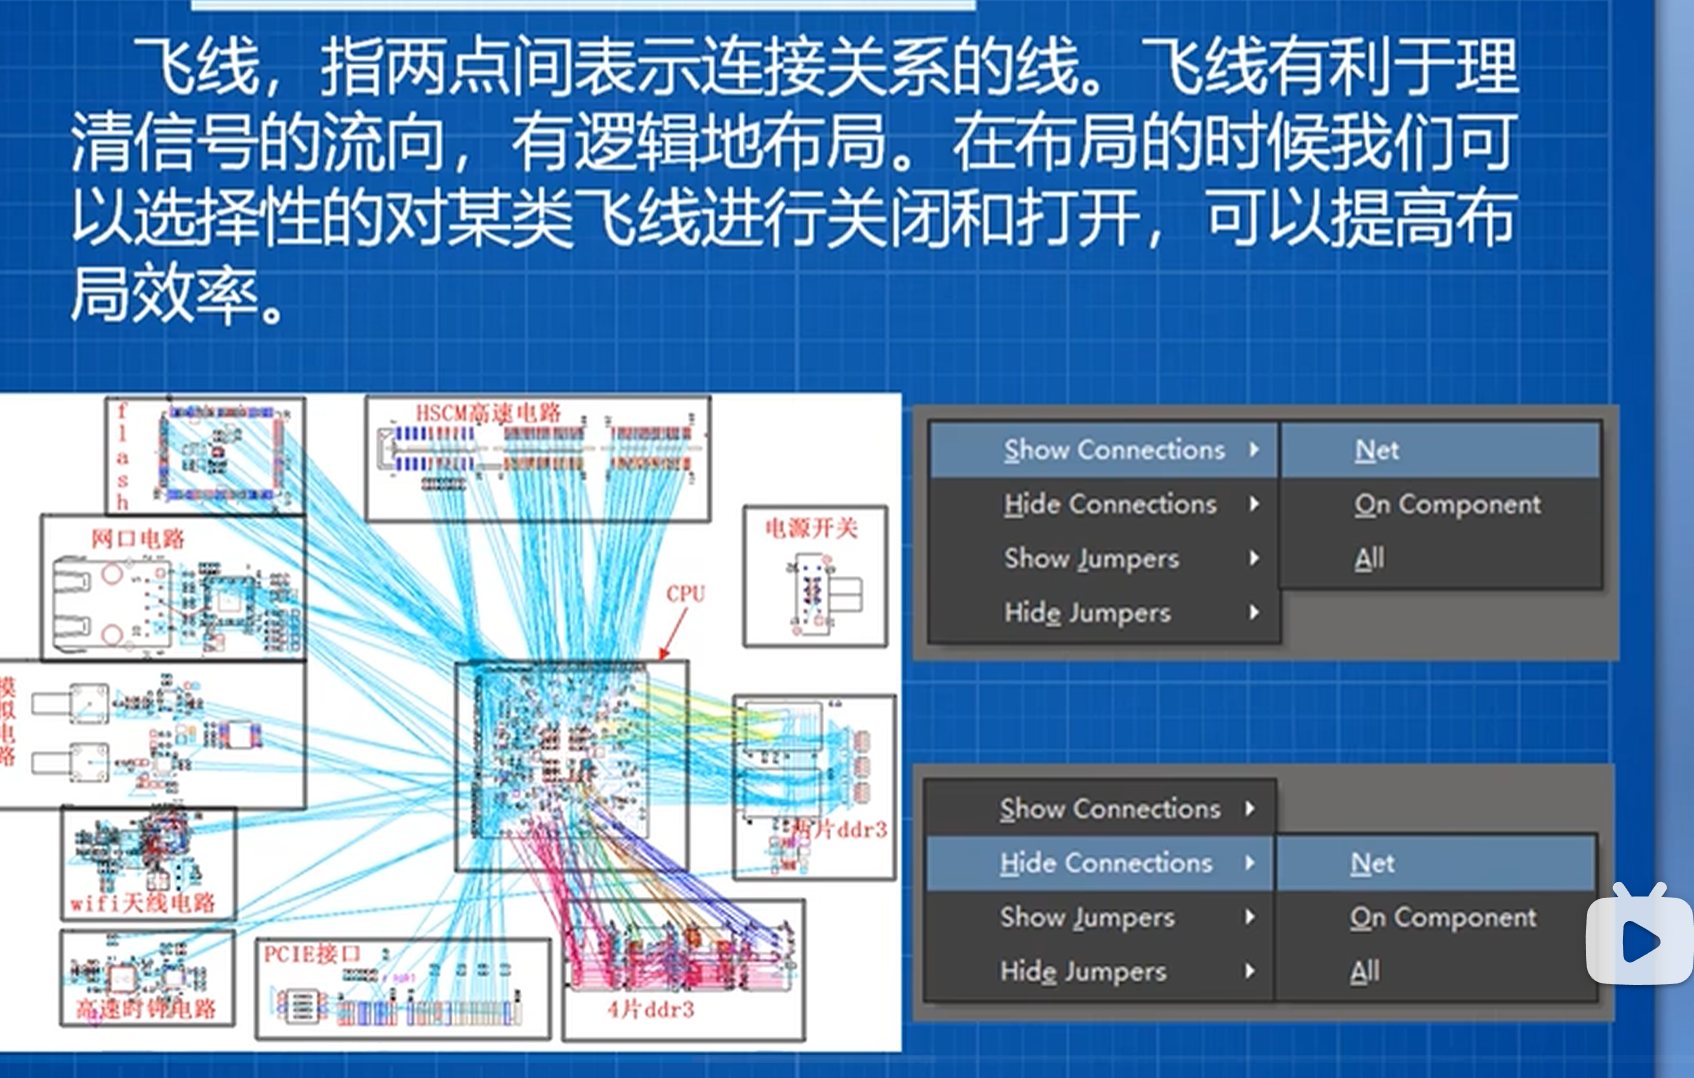 飞线，指两点间表示连接关系的线。飞线有利于理
清信号的流向，有逻辑地布局。在布局的时候我们可
以选择性的对某类飞线进行关闭和打开，可以提高布
局效率。
flash
HSCM高速电路
网口电路
电源开关
CPU
模拟电路
两片ddr3
wifi天线电路
PCIE接口
高速时钟电路
4片ddr3
Show Connections
Net
Hide Connections
On Component
Show Jumpers
All
Hide Jumpers
Show Connections
Hide Connections
Net
Show Jumpers
On Component
Hide Jumpers
All